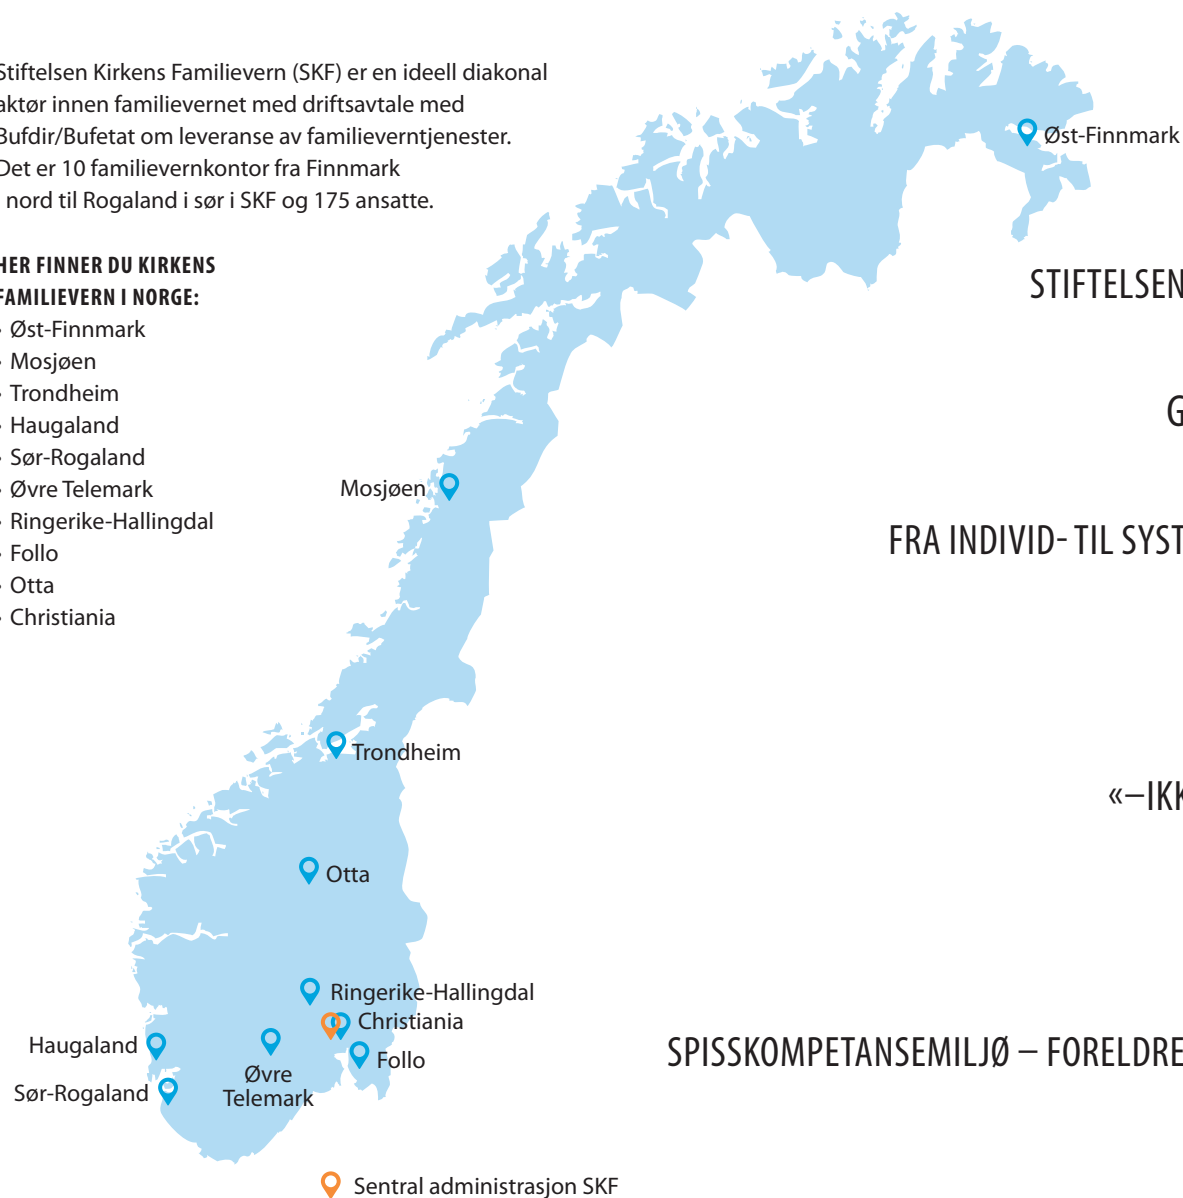 Stiftelsen Kirkens Familievern (SKF) er en ideell diakonal
aktør innen familievernet med driftsavtale med
Bufdir/Bufetat om leveranse av familieverntjenester.
Det er 10 familievernkontor fra Finnmark
nord til Rogaland i sør i SKF og 175 ansatte.
HER FINNER DU KIRKENS
FAMILIEVERN I NORGE:
• Øst-Finnmark
• Mosjøen
• Trondheim
• Haugaland
• Sør-Rogaland
• Øvre Telemark
• Ringerike-Hallingdal
• Follo
• Otta
• Christiania
Øst-Finnmark
Mosjøen
Trondheim
Otta
Ringerike-Hallingdal
Christiania
Follo
Haugaland
Øvre
Telemark
Sør-Rogaland
Sentral administrasjon SKF
STIFTELSEN
G
FRA INDIVID- TIL SYST
«–IKK
SPISSKOMPETANSEMILJØ – FORELDRE